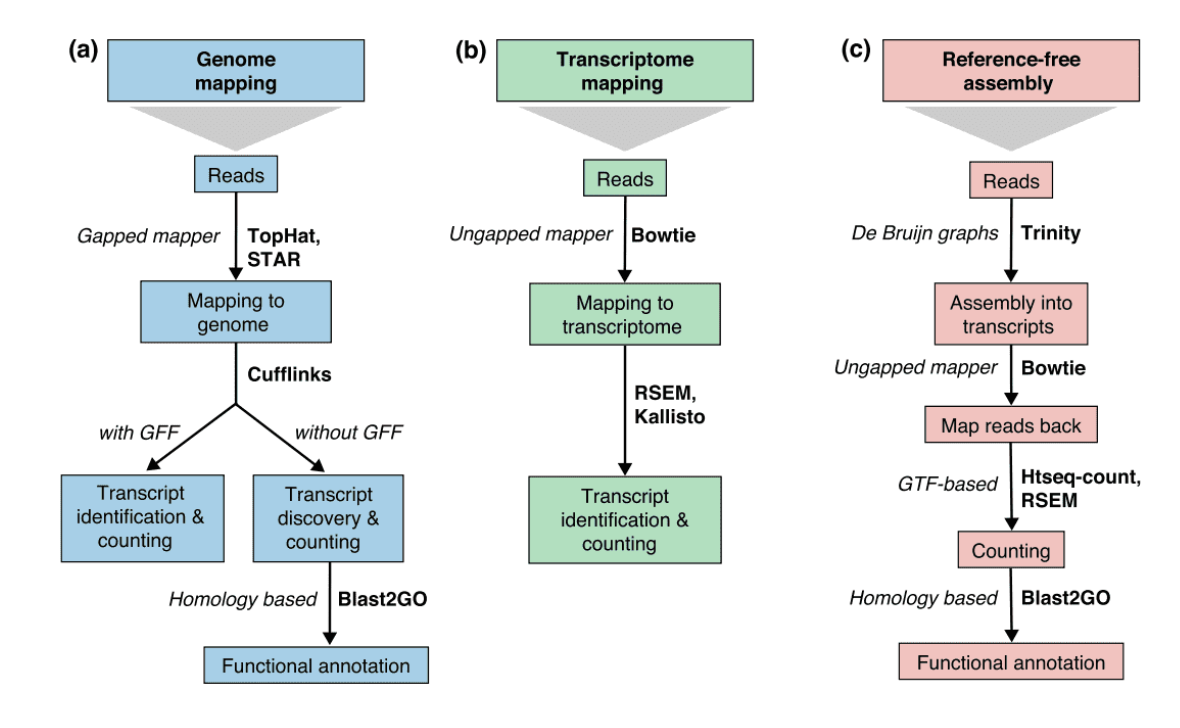 (a)
Genome
mapping
Reads
Gapped mapper
TopHat,
STAR
Mapping to
genome
Cufflinks
with GFF
without GFF
Transcript
identification &
counting
Transcript
discovery &
counting
Homology based
Blast2GO
Functional annotation
(b)
Transcriptome
mapping
Reads
Ungapped mapper
Bowtie
Mapping to
transcriptome
RSEM,
Kallisto
Transcript
identification &
counting
(c)
Reference-free
assembly
Reads
De Bruijn graphs
Trinity
Assembly into
transcripts
Ungapped mapper
Bowtie
Map reads back
GTF-based
Htseq-count,
RSEM
Counting
Homology based
Blast2GO
Functional annotation